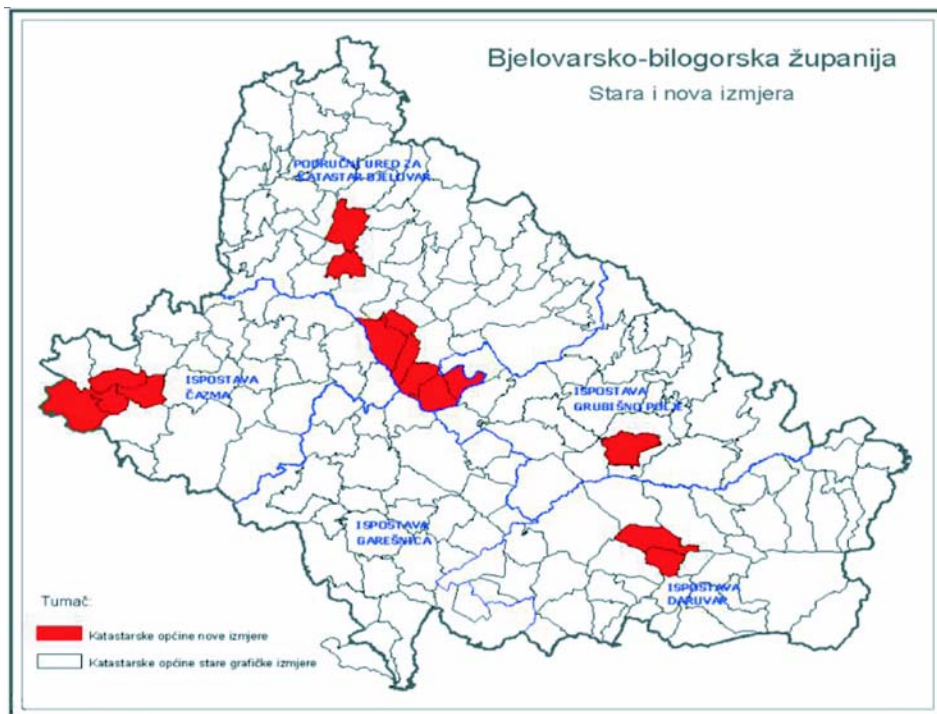 Bjelovarsko-bilogorska županija
Stara i nova izmjera
PODRUČNI URED ZA
KATASTAR BJELOVAR
ISPOSTAVA
ČAZMA
ISPOSTAVA
GRUBIŠNO POLJE
ISPOSTAVA
GAREŠNICA
ISPOSTAVA
DARUVAR
Tumač:
Katastarske općine nove izmjere
Katastarske općine stare grafičke izmjere